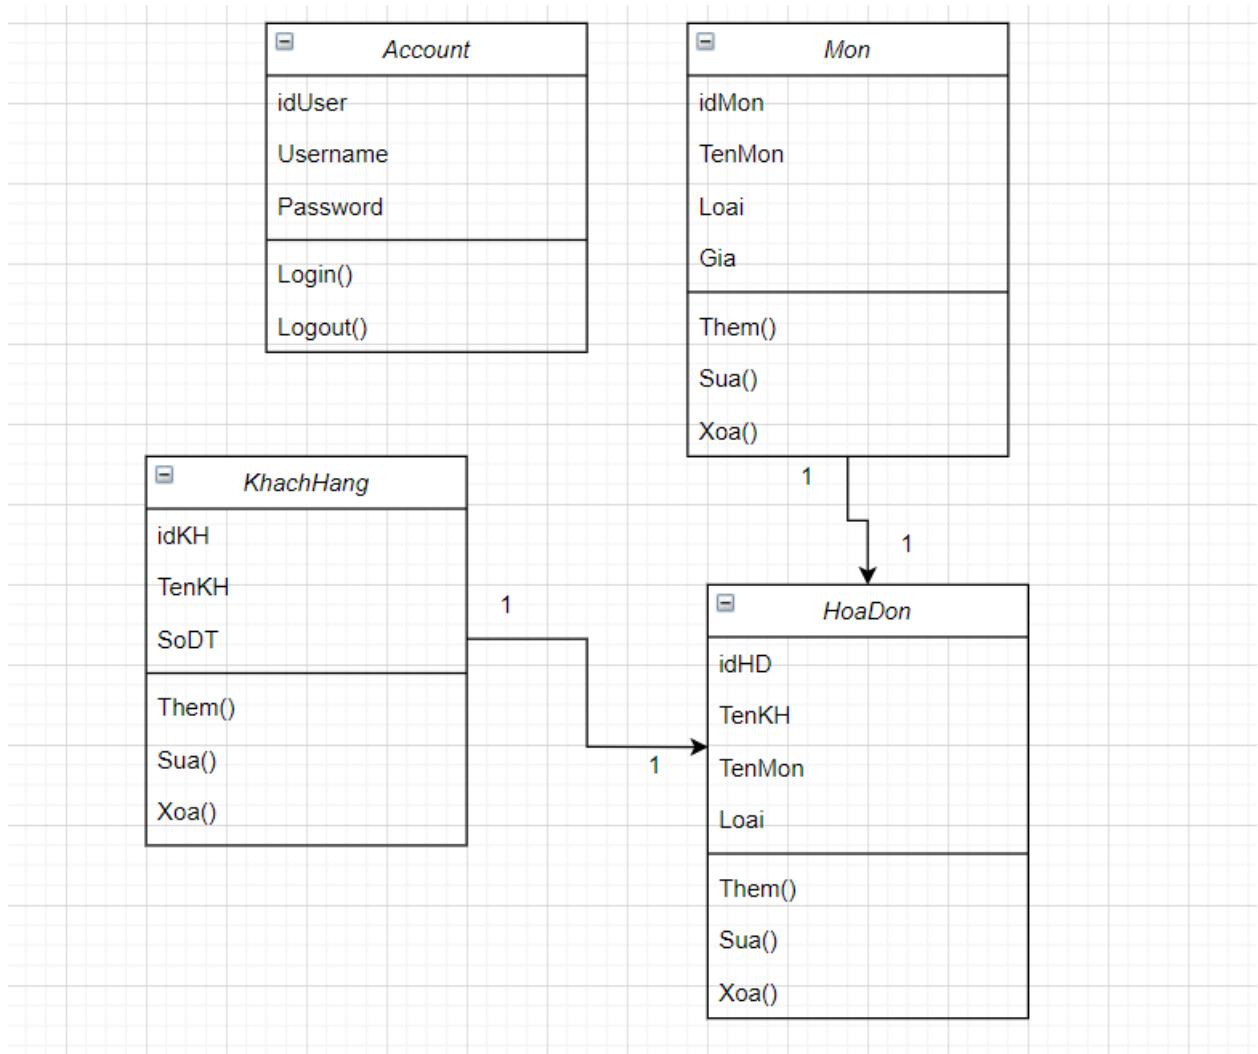 Account
idUser
Username
Password
Login()
Logout()
Mon
idMon
TenMon
Loai
Gia
Them()
Sua()
Xoa()
1
1
KhachHang
idKH
TenKH
SoDT
Them()
Sua()
Xoa()
1
1
HoaDon
idHD
TenKH
TenMon
Loai
Them()
Sua()
Xoa()